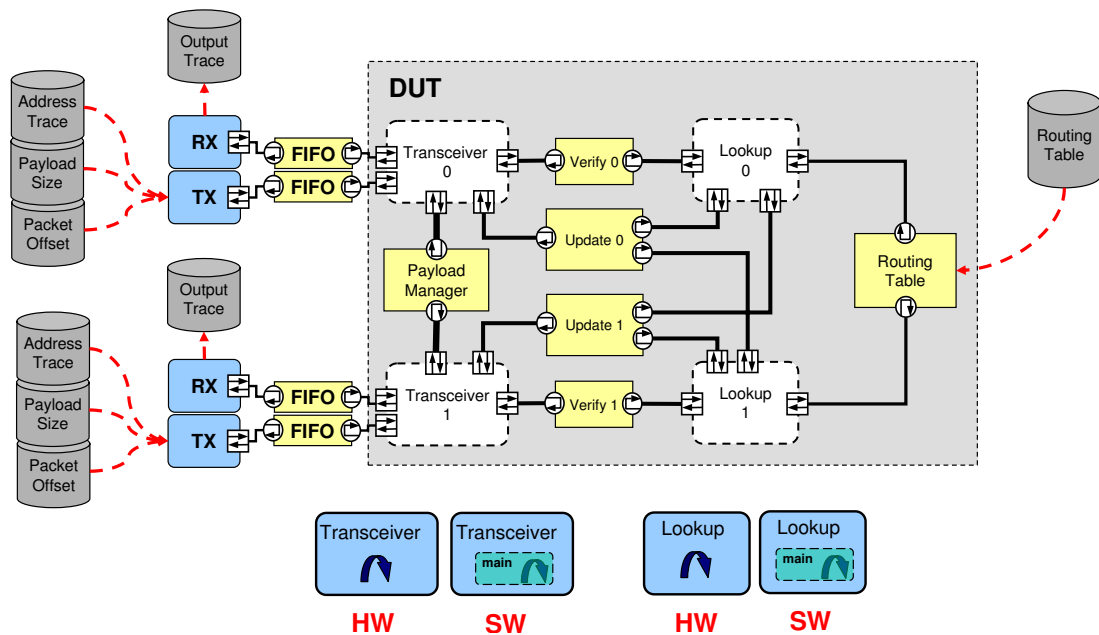 Output
Trace
Address
Trace
Payload
Size
Packet
Offset
RX
TX
FIFO
FIFO
DUT
Transceiver
0
Verify 0
Lookup
0
Update 0
Payload
Manager
Routing
Table
Routing
Table
Output
Trace
Address
Trace
Payload
Size
Packet
Offset
RX
TX
FIFO
FIFO
Update 1
Transceiver
1
Verify 1
Lookup
1
Transceiver
HW
Transceiver
main
SW
Lookup
HW
Lookup
main
SW